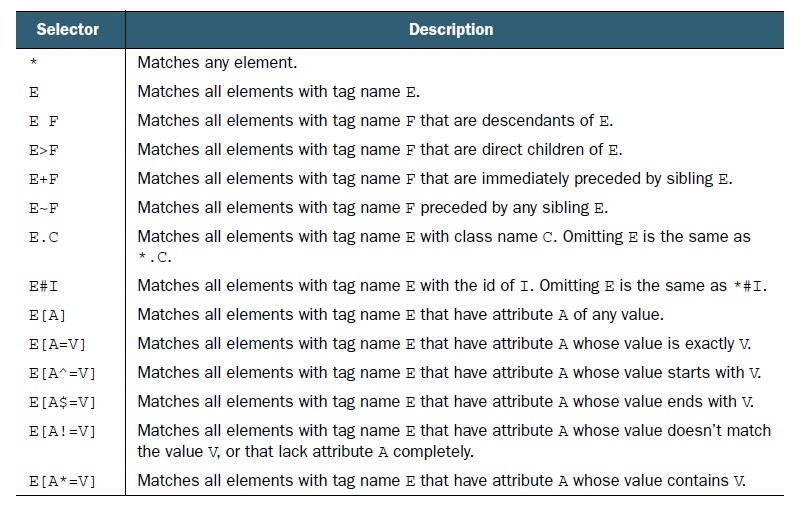 Selector Description
* Matches any element.
E Matches all elements with tag name E.
E F Matches all elements with tag name F that are descendants of E.
E>F Matches all elements with tag name F that are direct children of E.
E+F Matches all elements with tag name F that are immediately preceded by sibling E.
E~F Matches all elements with tag name F preceded by any sibling E.
E.C Matches all elements with tag name E with class name C. Omitting E is the same as
*.C.
E#I Matches all elements with tag name E with the id of I. Omitting E is the same as *#I.
E[A] Matches all elements with tag name E that have attribute A of any value.
E[A=V] Matches all elements with tag name E that have attribute A whose value is exactly V.
E[A^=V] Matches all elements with tag name E that have attribute A whose value starts with V.
E[A$=V] Matches all elements with tag name E that have attribute A whose value ends with V.
E[A!=V] Matches all elements with tag name E that have attribute A whose value doesn't match
the value V, or that lack attribute A completely.
E[A*=V] Matches all elements with tag name E that have attribute A whose value contains V.